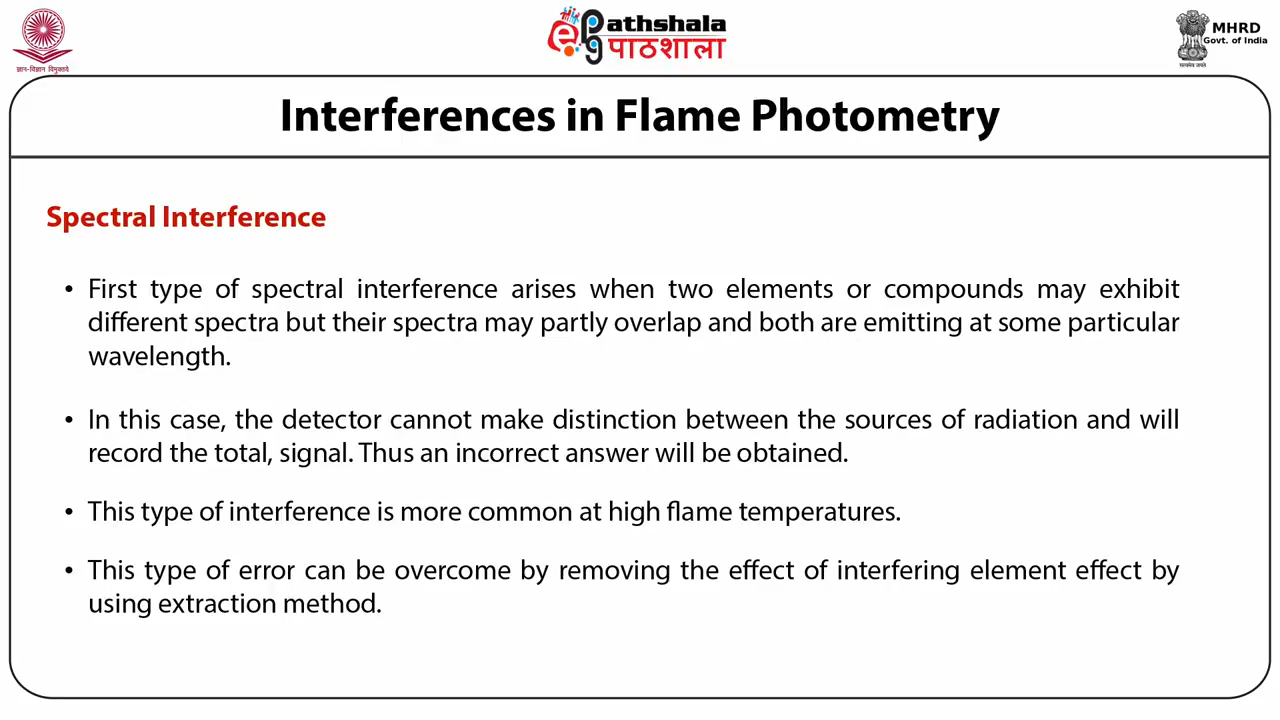 ज्ञान-विज्ञान विमुक्तये
ePG Pathshala
पाठशाला
सत्यमेव जयते
MHRD
Govt. of India
Interferences in Flame Photometry
Spectral Interference
• First type of spectral interference arises when two elements or compounds may exhibit
different spectra but their spectra may partly overlap and both are emitting at some particular
wavelength.
• In this case, the detector cannot make distinction between the sources of radiation and will
record the total, signal. Thus an incorrect answer will be obtained.
• This type of interference is more common at high flame temperatures.
• This type of error can be overcome by removing the effect of interfering element effect by
using extraction method.